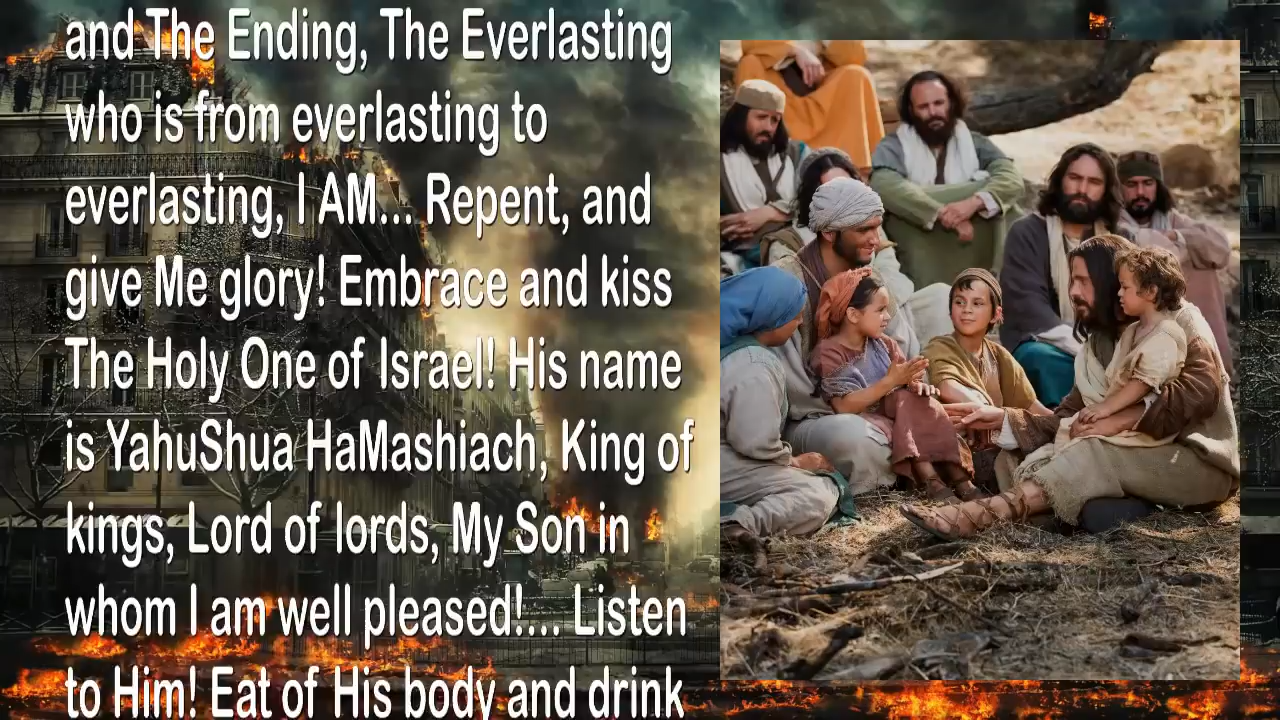 and The Ending, The Everlasting
who is from everlasting to
everlasting, I AM... Repent, and
give Me glory! Embrace and kiss
The Holy One of Israel! His name
is YahuShua HaMashiach, King of
kings, Lord of lords, My Son in
whom I am well pleased!... Listen
to Him! Eat of His body and drink